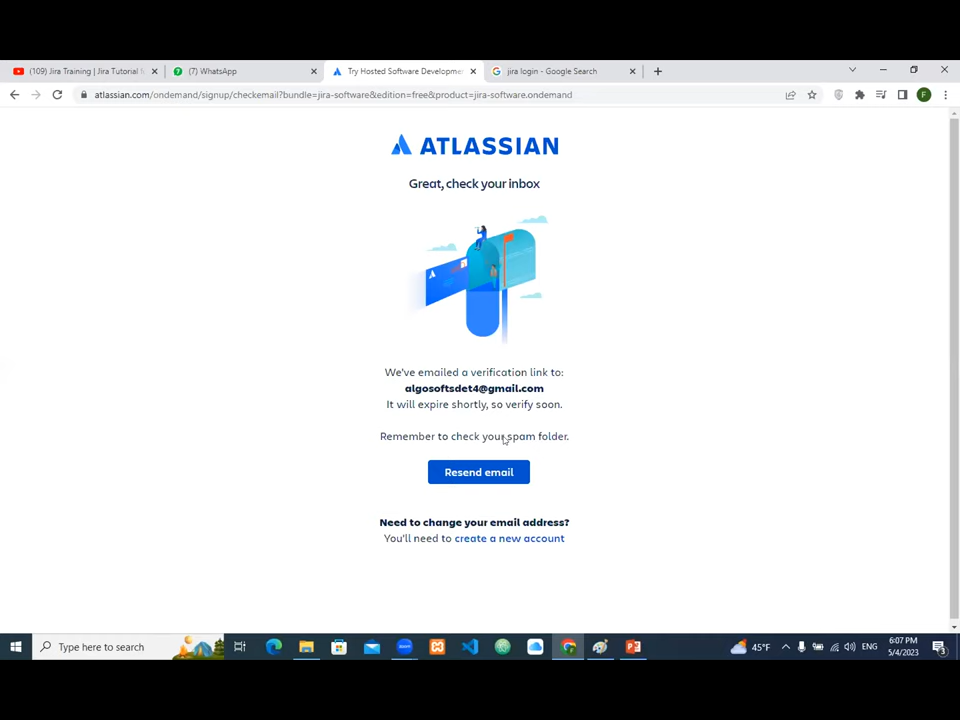 (109) Jira Training | Jira Tutorial f
(7) WhatsApp
Try Hosted Software Developmen
jira login - Google Search
atlassian.com/ondemand/signup/checkemail?bundle=jira-software&edition=free&product=jira-software.ondemand
F
ATLASSIAN
Great, check your inbox
We've emailed a verification link to:
algosoftsdet4@gmail.com
It will expire shortly, so verify soon.
Remember to check your spam folder.
Resend email
Need to change your email address?
You'll need to create a new account
Type here to search
45°F
ENG
6:07 PM
5/4/2023
3